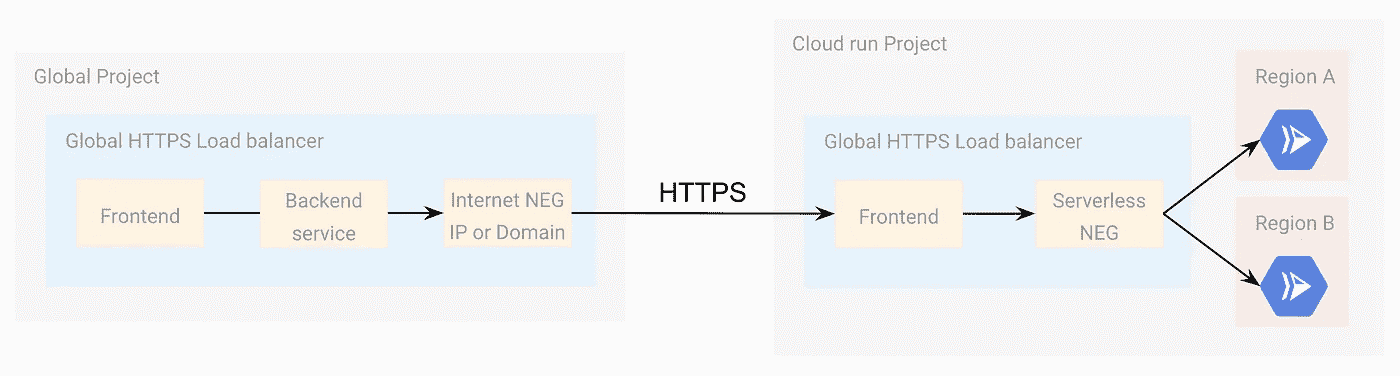 Global Project
Global HTTPS Load balancer
Frontend
Backend
service
Internet NEG
IP or Domain
HTTPS
Cloud run Project
Global HTTPS Load balancer
Frontend
Serverless
NEG
Region A
Region B